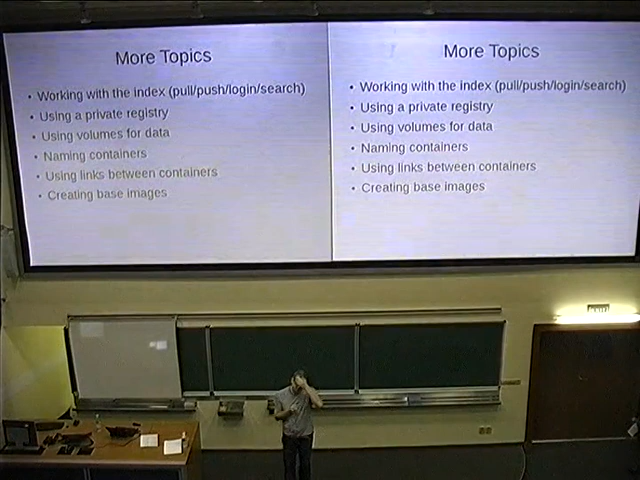 More Topics
• Working with the index (pull/push/login/search)
• Using a private registry
• Using volumes for data
• Naming containers
• Using links between containers
• Creating base images
More Topics
• Working with the index (pull/push/login/search)
• Using a private registry
• Using volumes for data
• Naming containers
• Using links between containers
• Creating base images